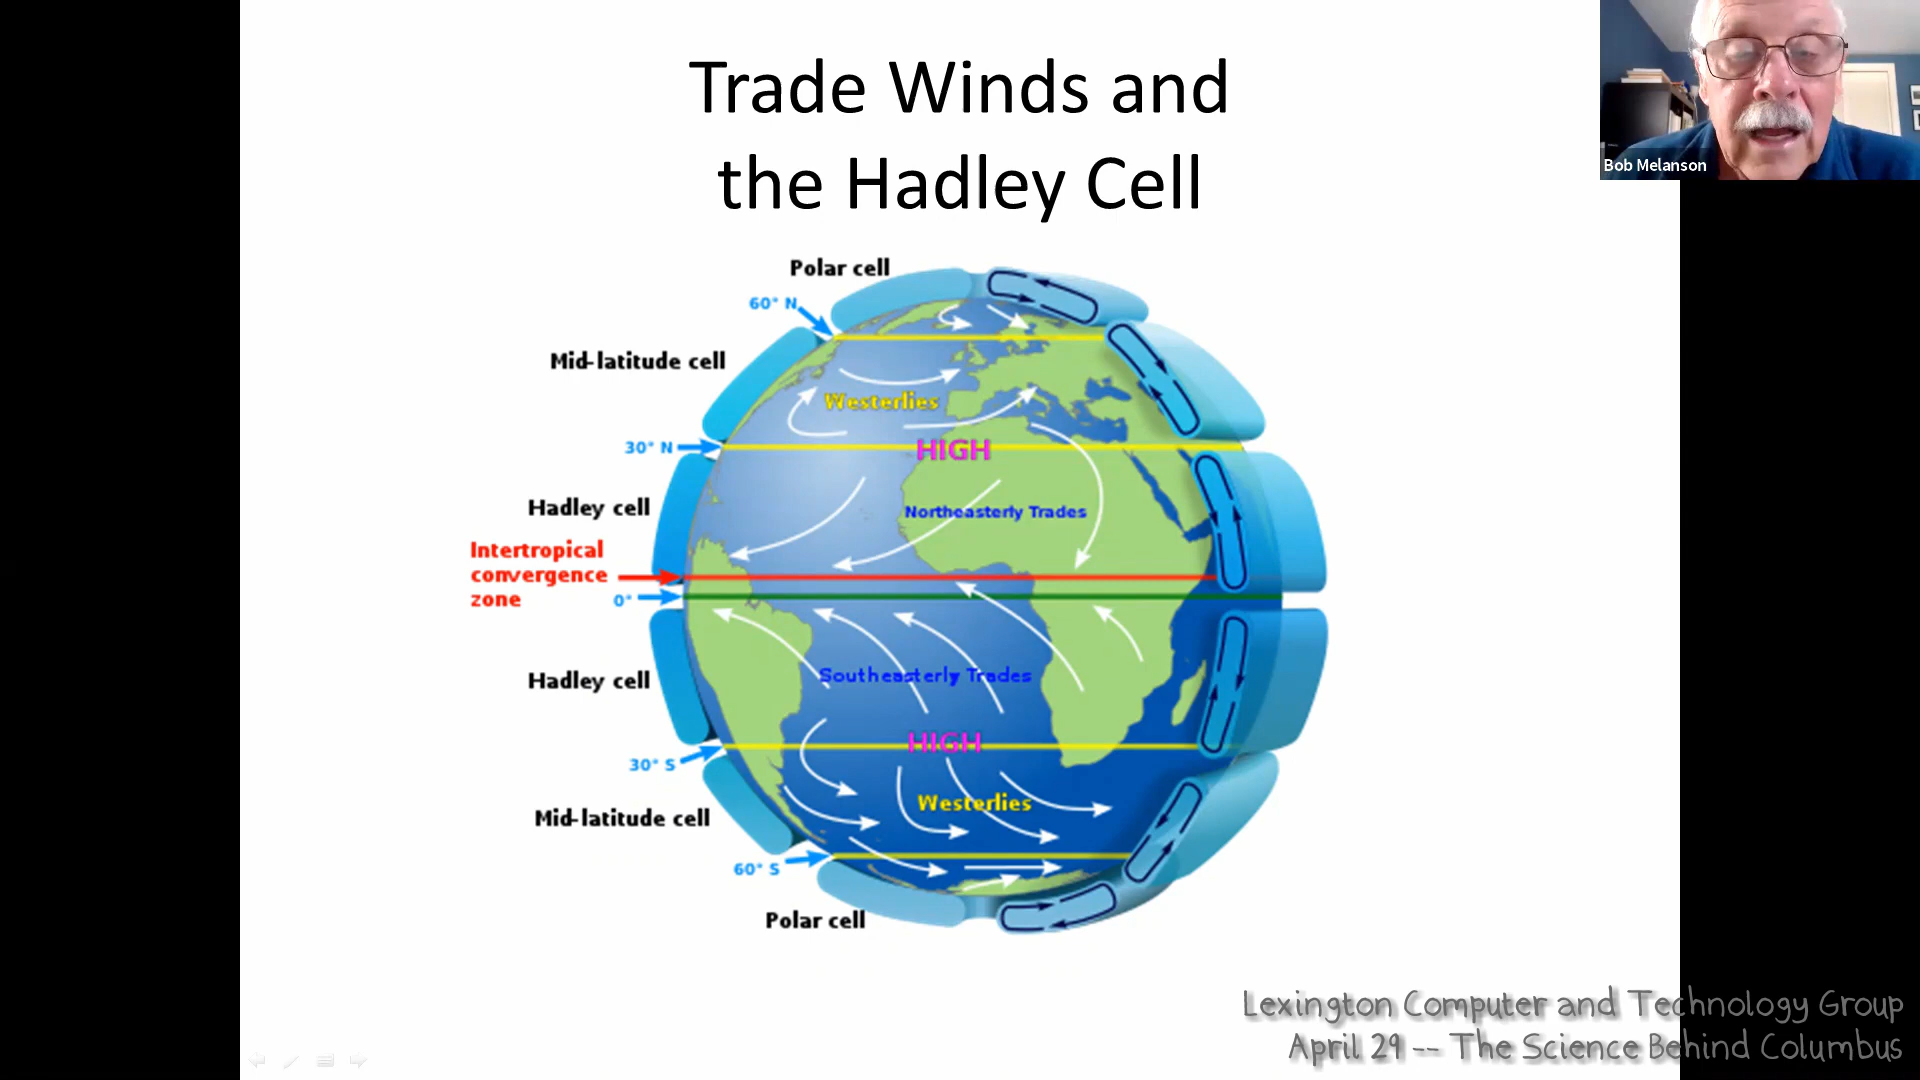 Trade Winds and
the Hadley Cell
Bob Melanson
Polar cell
60° N
Mid-latitude cell
Westerlies
30° N
HIGH
Hadley cell
Northeasterly Trades
Intertropical
convergence
zone
0°
Hadley cell
Southeasterly Trades
HIGH
30° S
Westerlies
Mid-latitude cell
60° S
Polar cell
Lexington Computer and Technology Group
April 29 -- The Science Behind Columbus